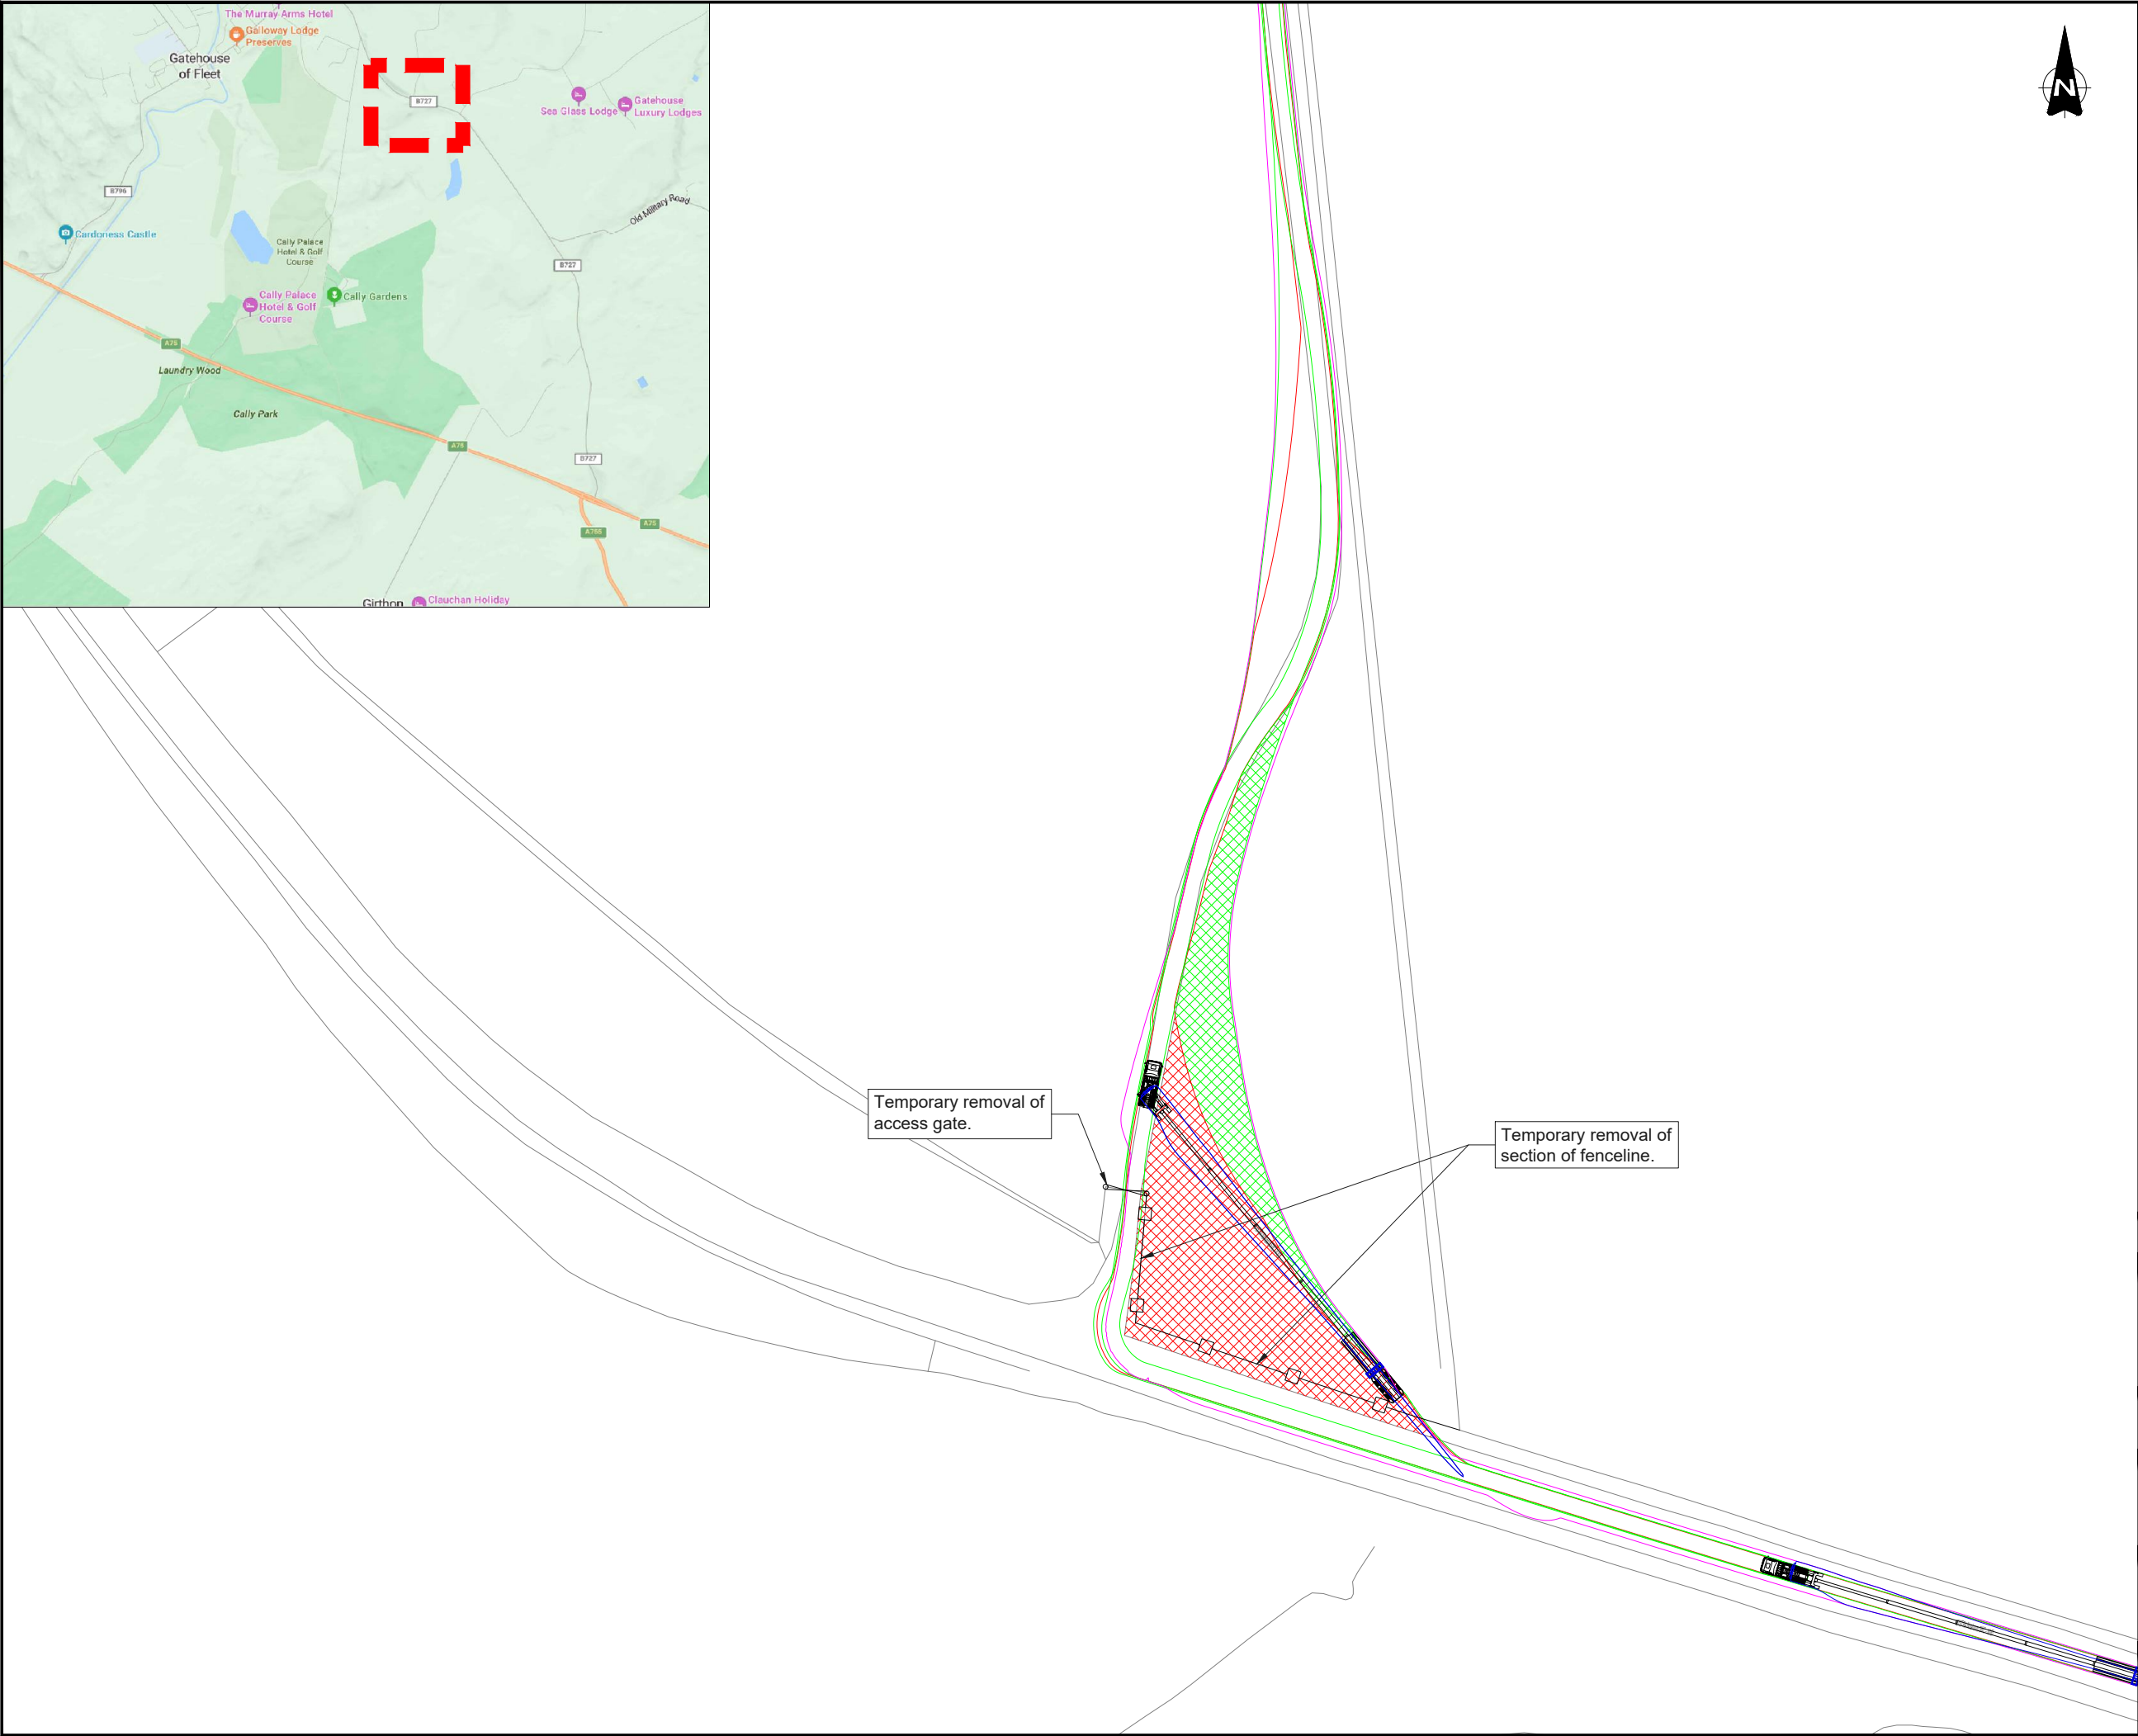 The Murray Arms Hotel
Galloway Lodge
Preserves
Gatehouse
of Fleet
B727
Sea Glass Lodge
Gatehouse
Luxury Lodges
B796
Old Military Road
Cardoness Castle
Cally Palace
Hotel & Golf
Course
B727
Cally Palace
Hotel & Golf
Course
Cally Gardens
A75
Laundry Wood
Cally Park
A75
B727
A75
Girthon
Clauchan Holiday
N
Temporary removal of
access gate.
Temporary removal of
section of fenceline.